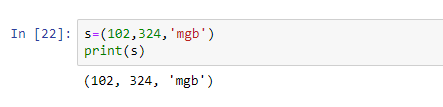 In [22]: s=(102,324,'mgb')
print(s)
(102, 324, 'mgb')